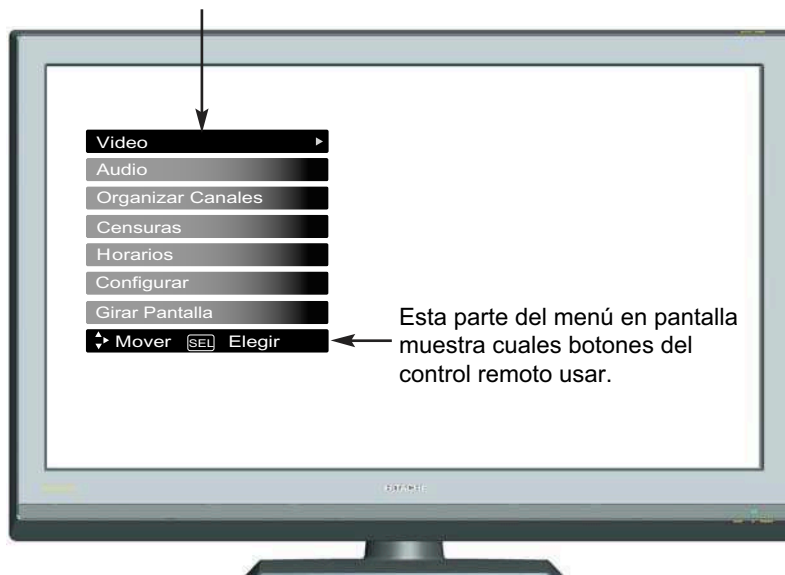 Video
Audio
Organizar Canales
Censuras
Horarios
Configurar
Girar Pantalla
Mover SEL Elegir
Esta parte del menú en pantalla
muestra cuales botones del
control remoto usar.
HITACHI